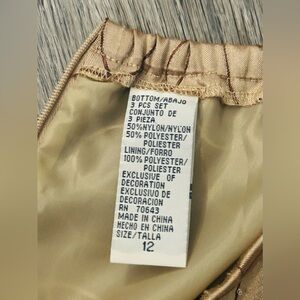 BOTTOM/ABAJO
3 PCS SET
CONJUNTO DE
3 PIEZA
50%NYLON/NYLON
50% POLYESTER/
POLIESTER
LINING/FORRO
100% POLYESTER/
POLIESTER
EXCLUSIVE OF
DECORATION
EXCLUSIVO DE
DECORACION
RN 70643
MADE IN CHINA
HECHO EN CHINA
SIZE/TALLA
12